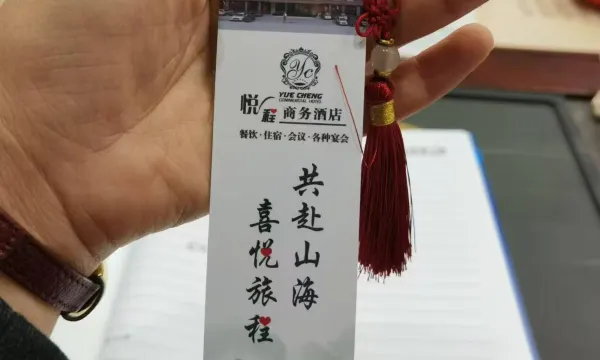 yc
YUE CHENG
COMMERCIAL HOTEL
悦程 商务酒店
餐饮·住宿·会议·各种宴会
共赴山海
喜悦旅程